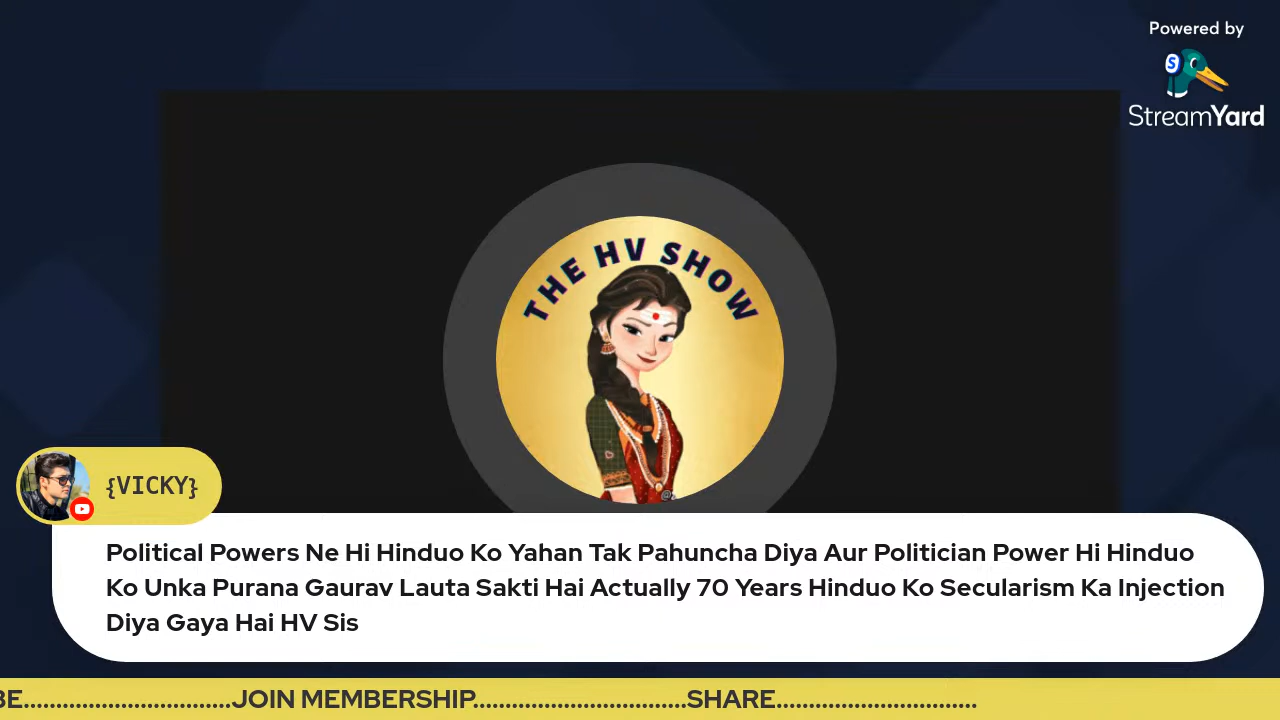 Powered by
StreamYard
THE HV SHOW
{VICKY}
Political Powers Ne Hi Hinduo Ko Yahan Tak Pahuncha Diya Aur Politician Power Hi Hinduo
Ko Unka Purana Gaurav Lauta Sakti Hai Actually 70 Years Hinduo Ko Secularism Ka Injection
Diya Gaya Hai HV Sis
BE................................JOIN MEMBERSHIP................................SHARE..............................